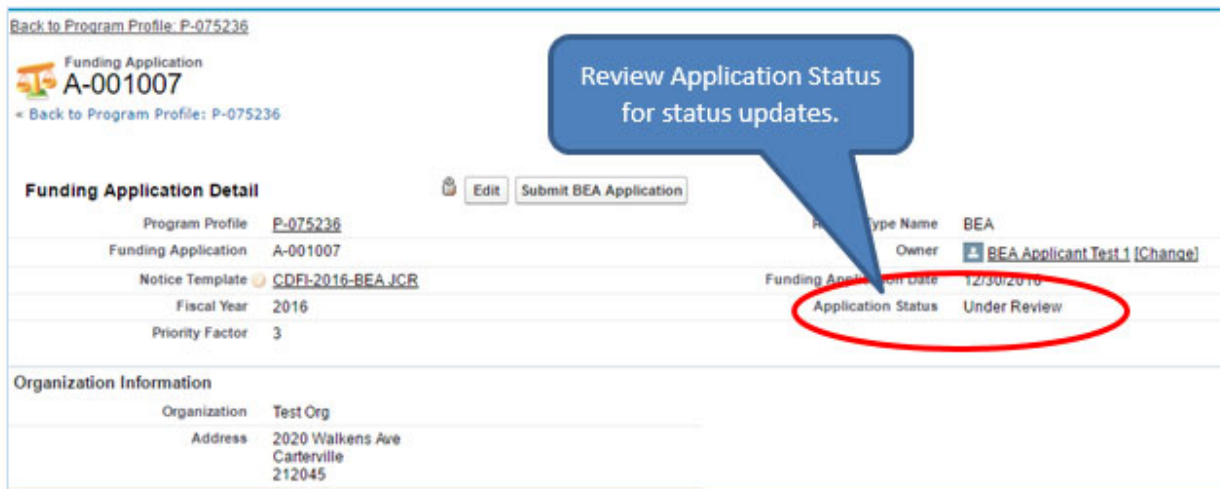 Back to Program Profile: P-075236
Funding Application
A-001007
« Back to Program Profile: P-075236
Review Application Status
for status updates.
Funding Application Detail
Edit
Submit BEA Application
Program Profile P-075236
Type Name BEA
Funding Application A-001007
Owner BEA Applicant Test 1 [Change]
Notice Template CDFI-2016-BEA JCR
Funding Application Date 12/30/2016
Fiscal Year 2016
Application Status Under Review
Priority Factor 3
Organization Information
Organization Test Org
Address 2020 Walkens Ave
Carterville
212045